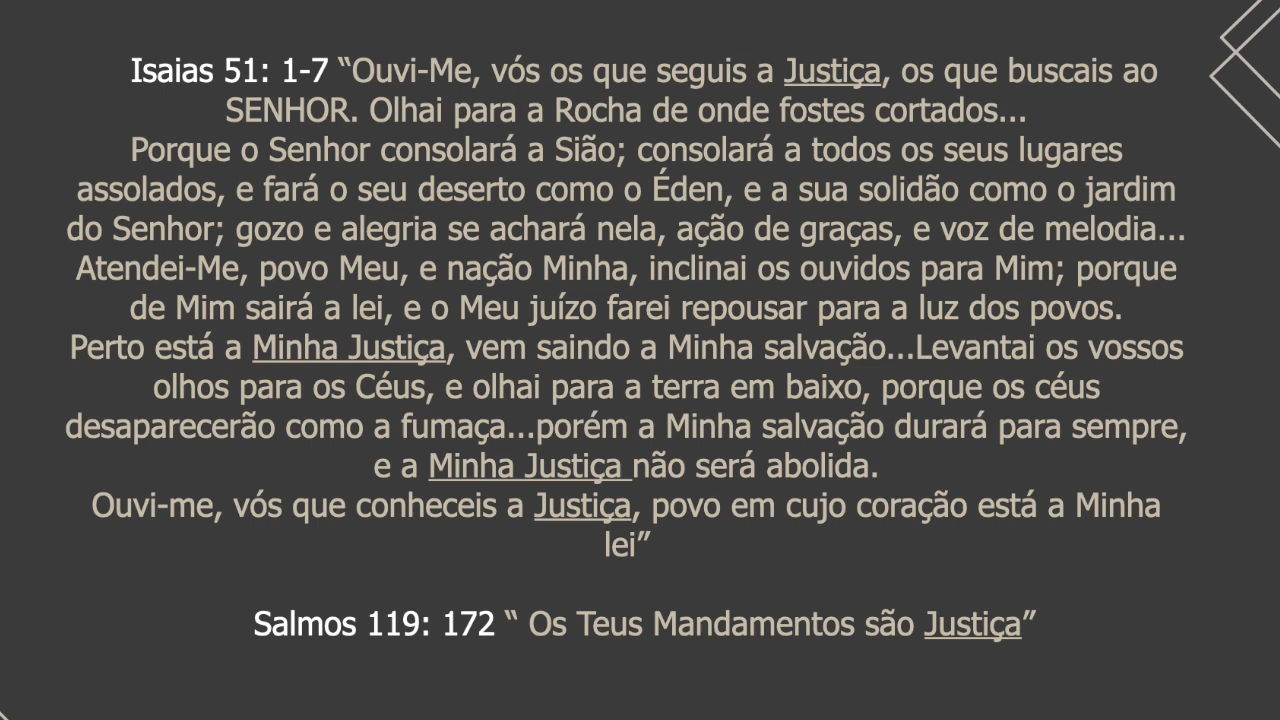 Isaias 51: 1-7 “Ouvi-Me, vós os que seguis a Justiça, os que buscais ao
SENHOR. Olhai para a Rocha de onde fostes cortados...
Porque o Senhor consolará a Sião; consolará a todos os seus lugares
assolados, e fará o seu deserto como o Éden, e a sua solidão como o jardim
do Senhor; gozo e alegria se achará nela, ação de graças, e voz de melodia...
Atendei-Me, povo Meu, e nação Minha, inclinai os ouvidos para Mim; porque
de Mim sairá a lei, e o Meu juízo farei repousar para a luz dos povos.
Perto está a Minha Justiça, vem saindo a Minha salvação...Levantai os vossos
olhos para os Céus, e olhai para a terra em baixo, porque os céus
desaparecerão como a fumaça...porém a Minha salvação durará para sempre,
e a Minha Justiça não será abolida.
Ouvi-me, vós que conheceis a Justiça, povo em cujo coração está a Minha
lei”
Salmos 119: 172 “ Os Teus Mandamentos são Justiça”